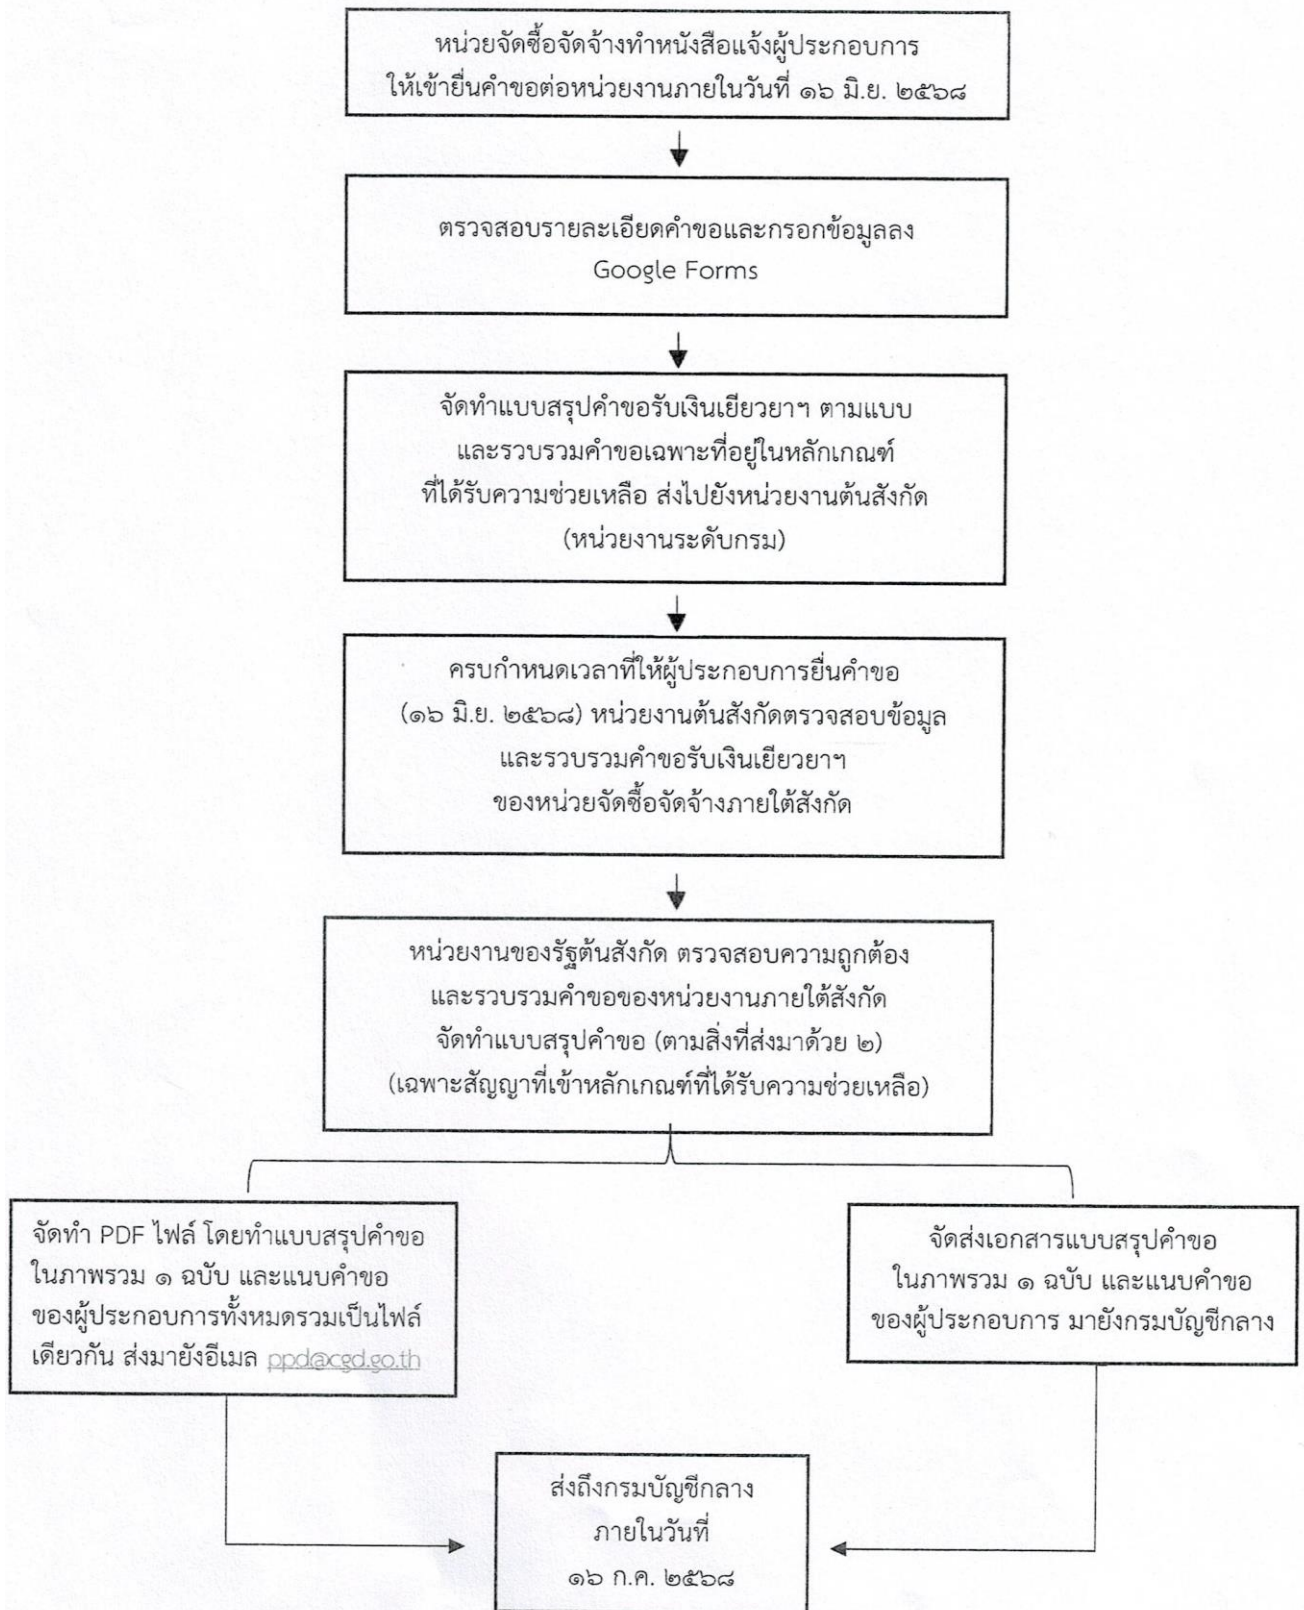 หน่วยจัดซื้อจัดจ้างทำหนังสือแจ้งผู้ประกอบการ
ให้เข้ายื่นคำขอต่อหน่วยงานภายในวันที่ ๑๖ มิ.ย. ๒๕๖๘
ตรวจสอบรายละเอียดคำขอและกรอกข้อมูลลง
Google Forms
จัดทำแบบสรุปคำขอรับเงินเยียวยาฯ ตามแบบ
และรวบรวมคำขอเฉพาะที่อยู่ในหลักเกณฑ์
ที่ได้รับความช่วยเหลือ ส่งไปยังหน่วยงานต้นสังกัด
(หน่วยงานระดับกรม)
ครบกำหนดเวลาที่ให้ผู้ประกอบการยื่นคำขอ
(๑๖ มิ.ย. ๒๕๖๘) หน่วยงานต้นสังกัดตรวจสอบข้อมูล
และรวบรวมคำขอรับเงินเยียวยาฯ
ของหน่วยจัดซื้อจัดจ้างภายใต้สังกัด
หน่วยงานของรัฐต้นสังกัด ตรวจสอบความถูกต้อง
และรวบรวมคำขอของหน่วยงานภายใต้สังกัด
จัดทำแบบสรุปคำขอ (ตามสิ่งที่ส่งมาด้วย ๒)
(เฉพาะสัญญาที่เข้าหลักเกณฑ์ที่ได้รับความช่วยเหลือ)
จัดทำ PDF ไฟล์ โดยทำแบบสรุปคำขอ
ในภาพรวม ๑ ฉบับ และแนบคำขอ
ของผู้ประกอบการทั้งหมดรวมเป็นไฟล์
เดียวกัน ส่งมายังอีเมล ppd@cgd.go.th
จัดส่งเอกสารแบบสรุปคำขอ
ในภาพรวม ๑ ฉบับ และแนบคำขอ
ของผู้ประกอบการ มายังกรมบัญชีกลาง
ส่งถึงกรมบัญชีกลาง
ภายในวันที่
๑๖ ก.ค. ๒๕๖๘